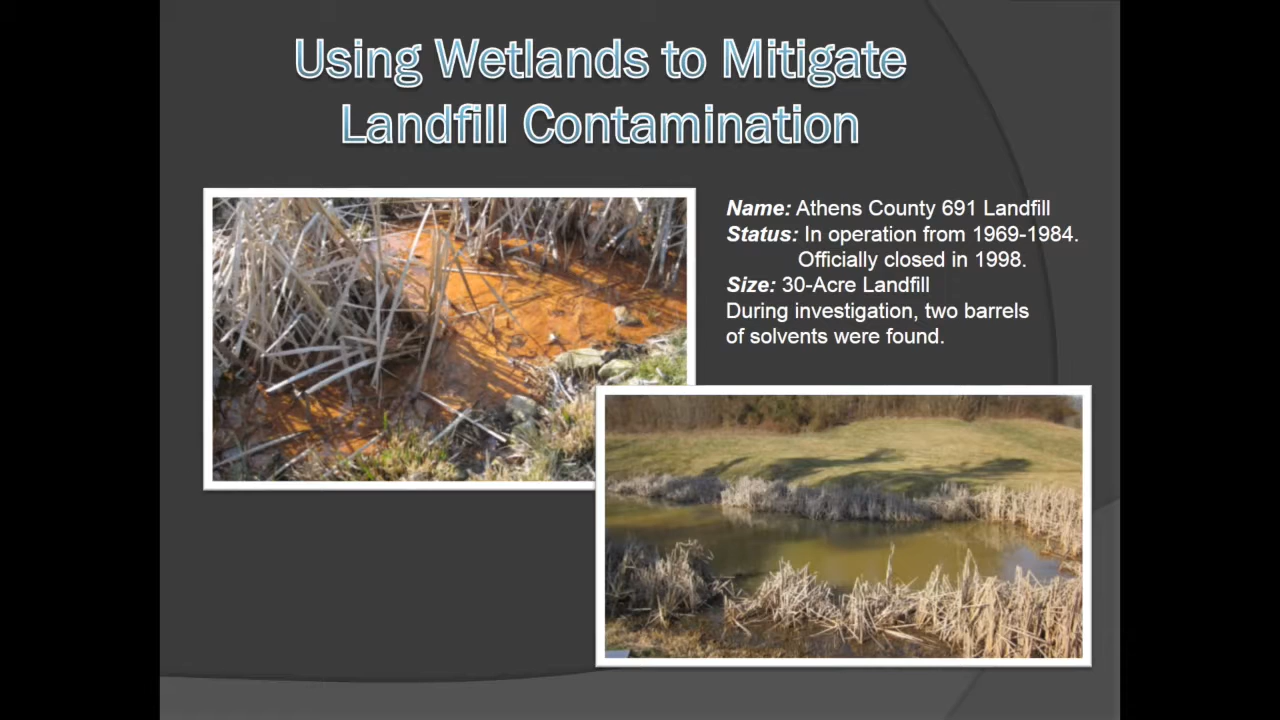 Using Wetlands to Mitigate
Landfill Contamination
Name: Athens County 691 Landfill
Status: In operation from 1969-1984.
Officially closed in 1998.
Size: 30-Acre Landfill
During investigation, two barrels
of solvents were found.